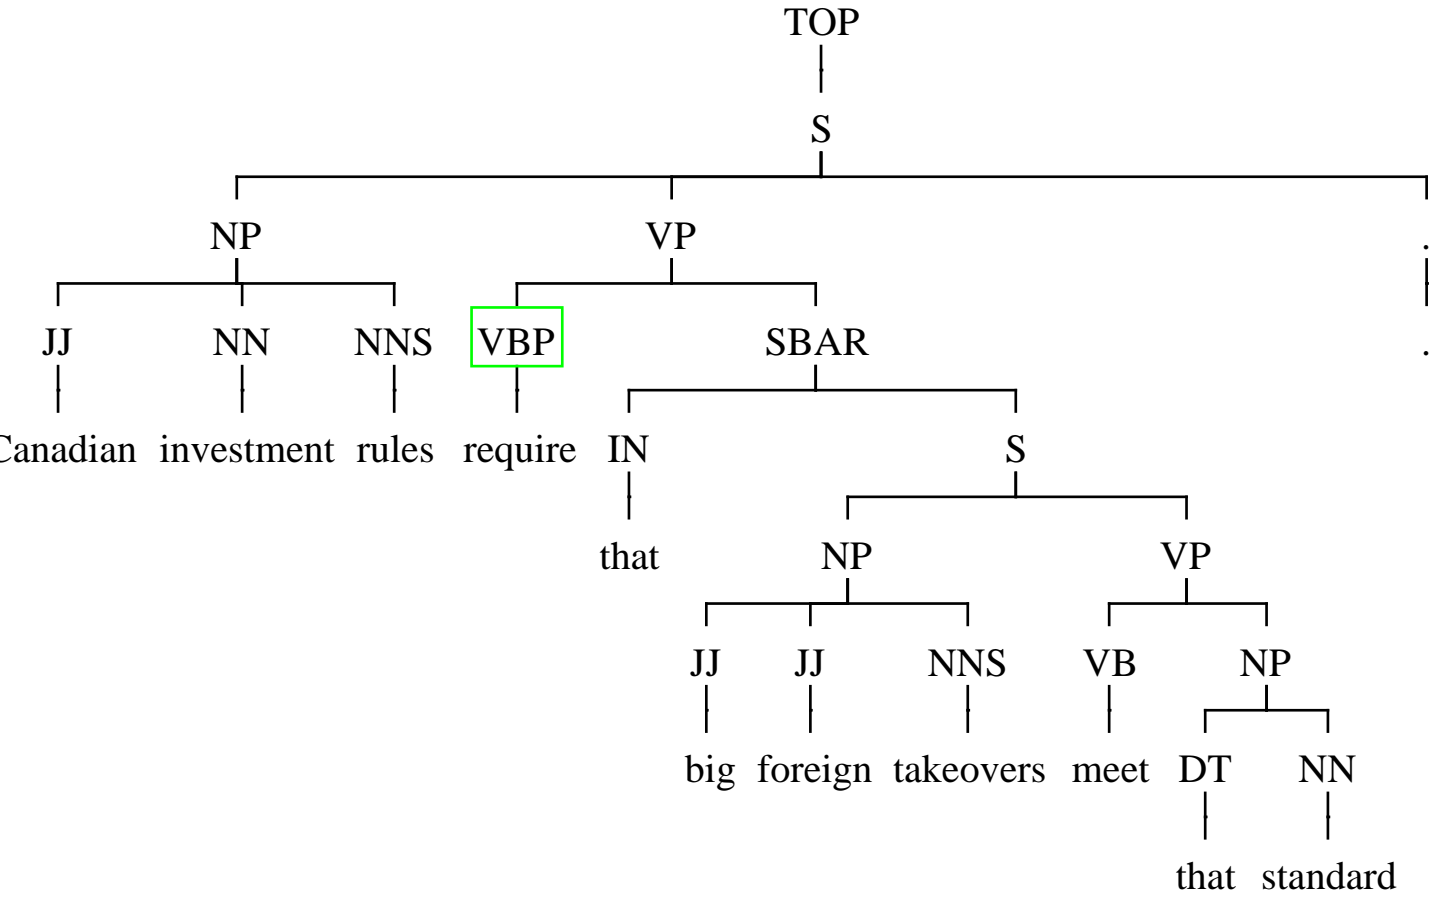 TOP
S
NP VP .
JJ NN NNS VBP SBAR .
Canadian investment rules require IN S
that NP VP
JJ JJ NNS VB NP
big foreign takeovers meet DT NN
that standard